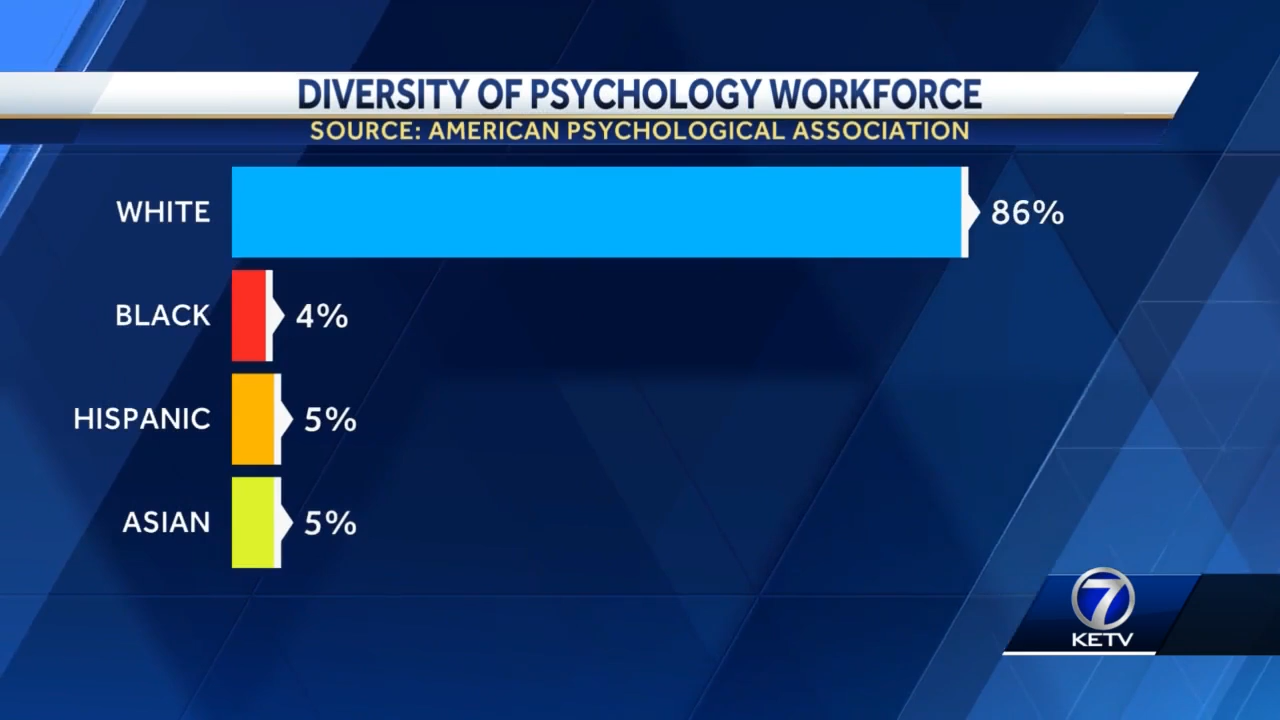 DIVERSITY OF PSYCHOLOGY WORKFORCE
SOURCE: AMERICAN PSYCHOLOGICAL ASSOCIATION
WHITE 86%
BLACK 4%
HISPANIC 5%
ASIAN 5%
7
KETV